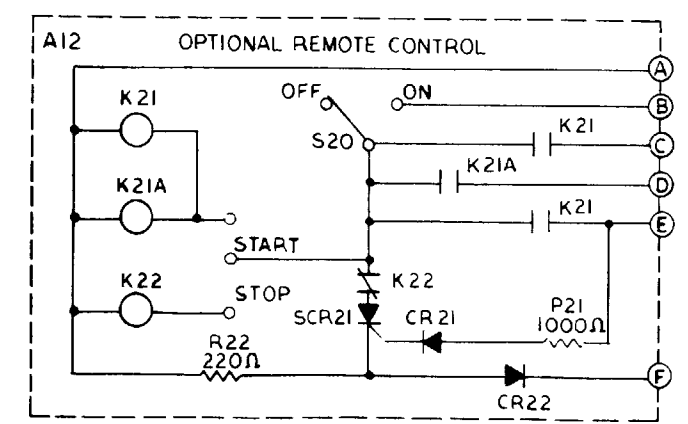 A12 OPTIONAL REMOTE CONTROL
A
K21 OFF ON B
S20 K21 C
K21A K21A D
K21 E
START
K22 K22
STOP SCR21 CR21 P21
1000Ω
R22
220Ω F
CR22